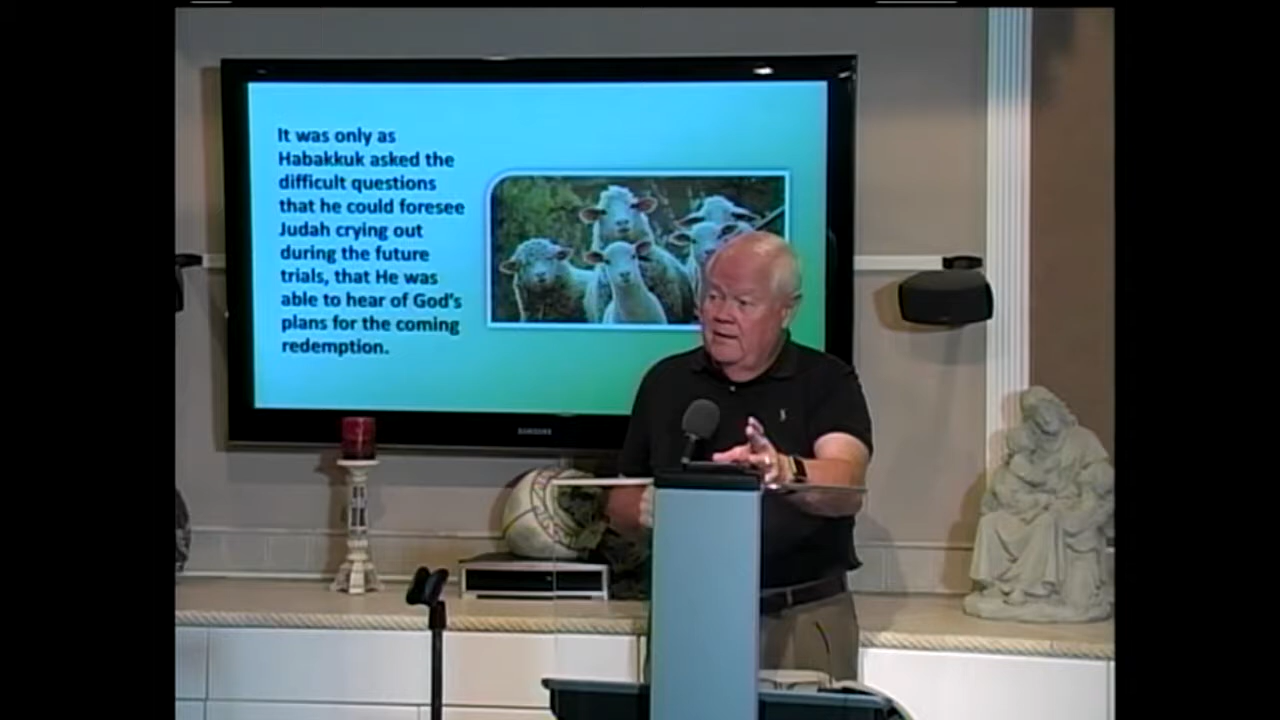 It was only as
Habakkuk asked the
difficult questions
that he could foresee
Judah crying out
during the future
trials, that He was
able to hear of God's
plans for the coming
redemption.
SAMSUNG